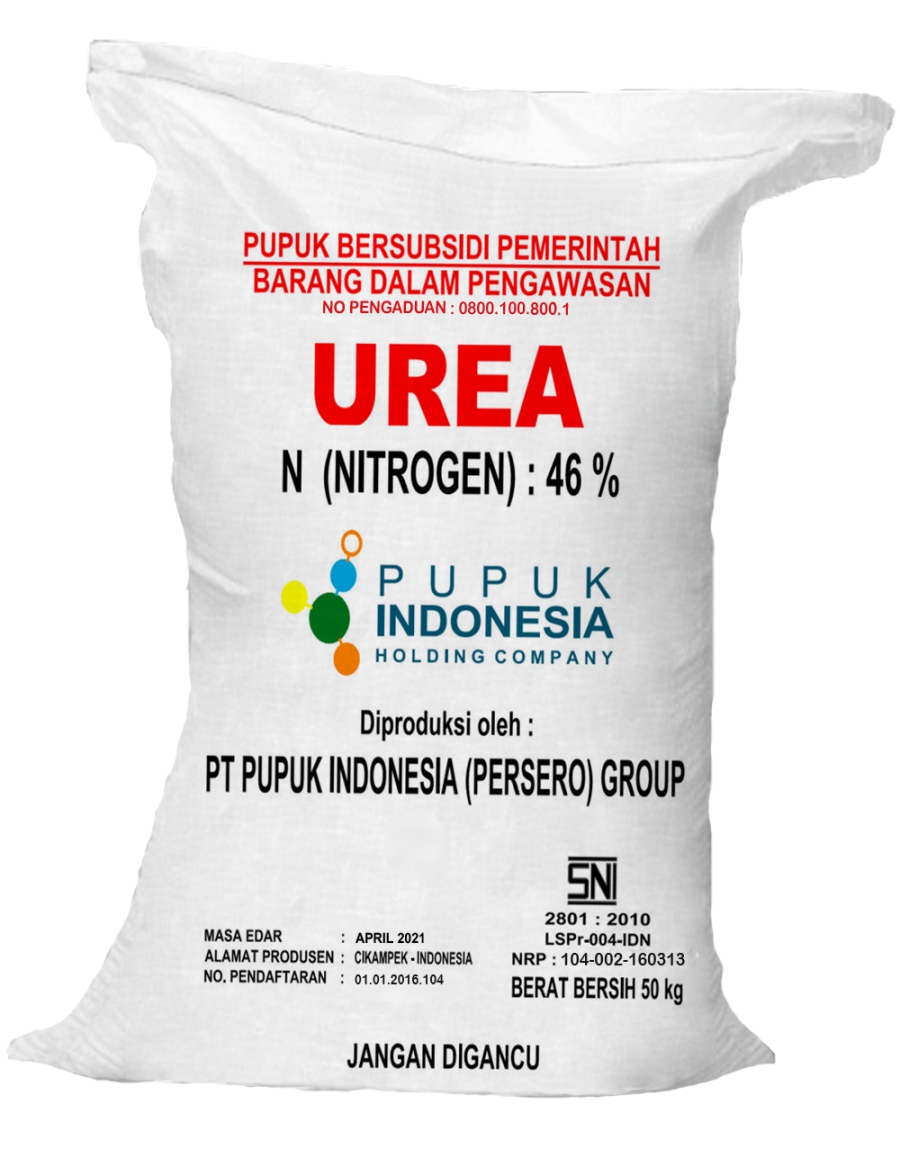 PUPUK BERSUBSIDI PEMERINTAH
BARANG DALAM PENGAWASAN
NO PENGADUAN : 0800.100.800.1
UREA
N (NITROGEN) : 46 %
PUPUK
INDONESIA
HOLDING COMPANY
Diproduksi oleh :
PT PUPUK INDONESIA (PERSERO) GROUP
SNI
2801 : 2010
LSPr-004-IDN
NRP : 104-002-160313
BERAT BERSIH 50 kg
MASA EDAR : APRIL 2021
ALAMAT PRODUSEN : CIKAMPEK - INDONESIA
NO. PENDAFTARAN : 01.01.2016.104
JANGAN DIGANCU